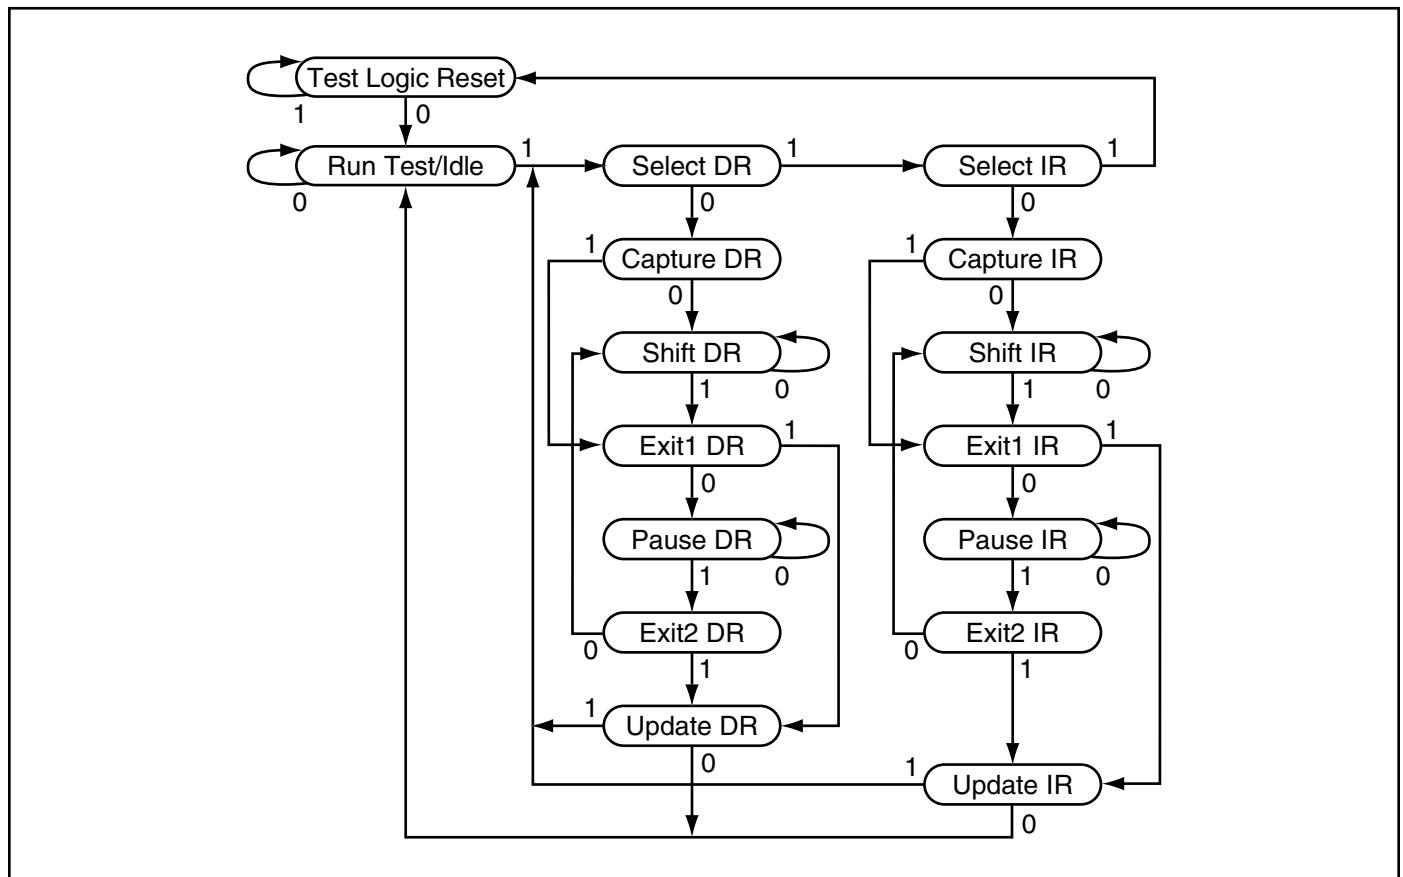 Test Logic Reset
1 0
Run Test/Idle 1 Select DR 1 Select IR 1
0 0 0
1 Capture DR 1 Capture IR
0 0
Shift DR Shift IR
1 0 1 0
Exit1 DR 1 Exit1 IR 1
0 0
Pause DR Pause IR
1 0 1 0
Exit2 DR Exit2 IR
0 1 0 1
1 Update DR
0 1 Update IR
0